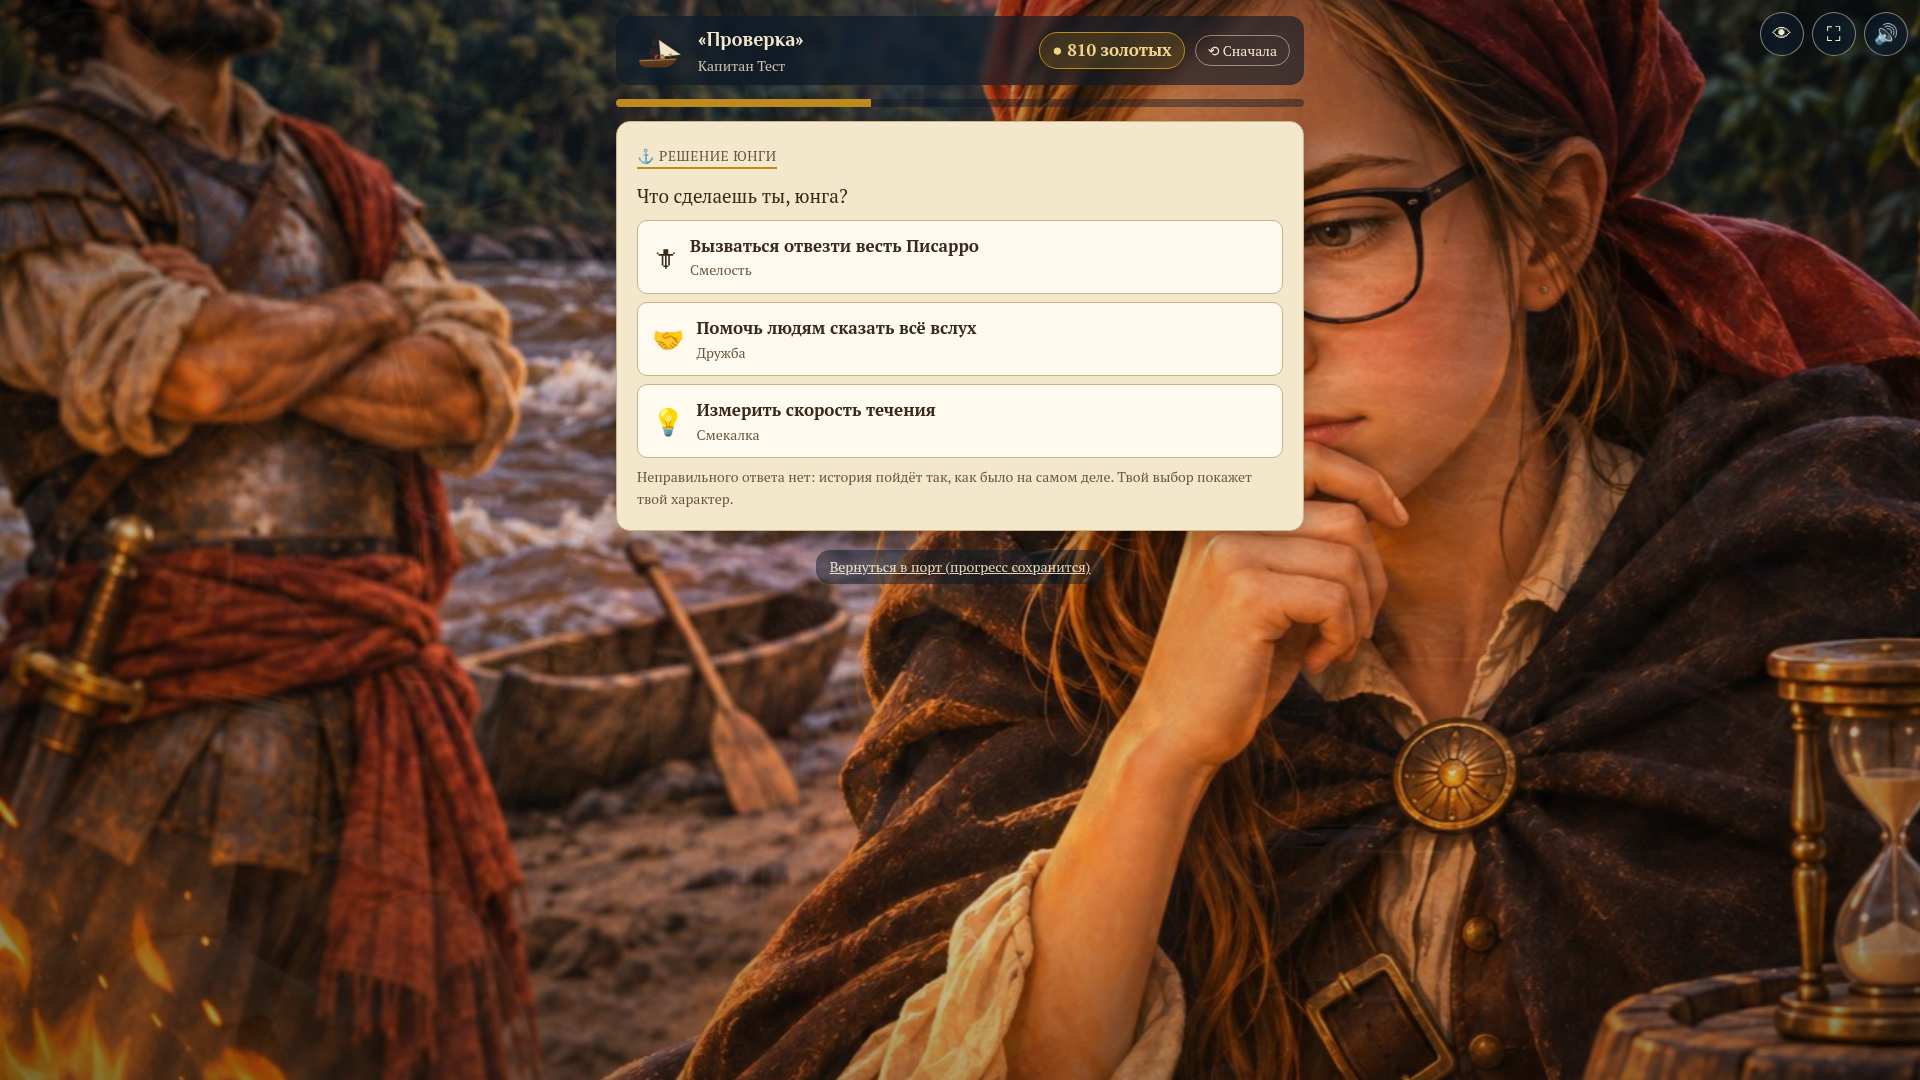 «Проверка»
Капитан Тест
● 810 золотых
⟲ Сначала
⚓ РЕШЕНИЕ ЮНГИ
Что сделаешь ты, юнга?
Вызваться отвезти весть Писарро
Смелость
Помочь людям сказать всё вслух
Дружба
Измерить скорость течения
Смекалка
Неправильного ответа нет: история пойдёт так, как было на самом деле. Твой выбор покажет
твой характер.
Вернуться в порт (прогресс сохранится)